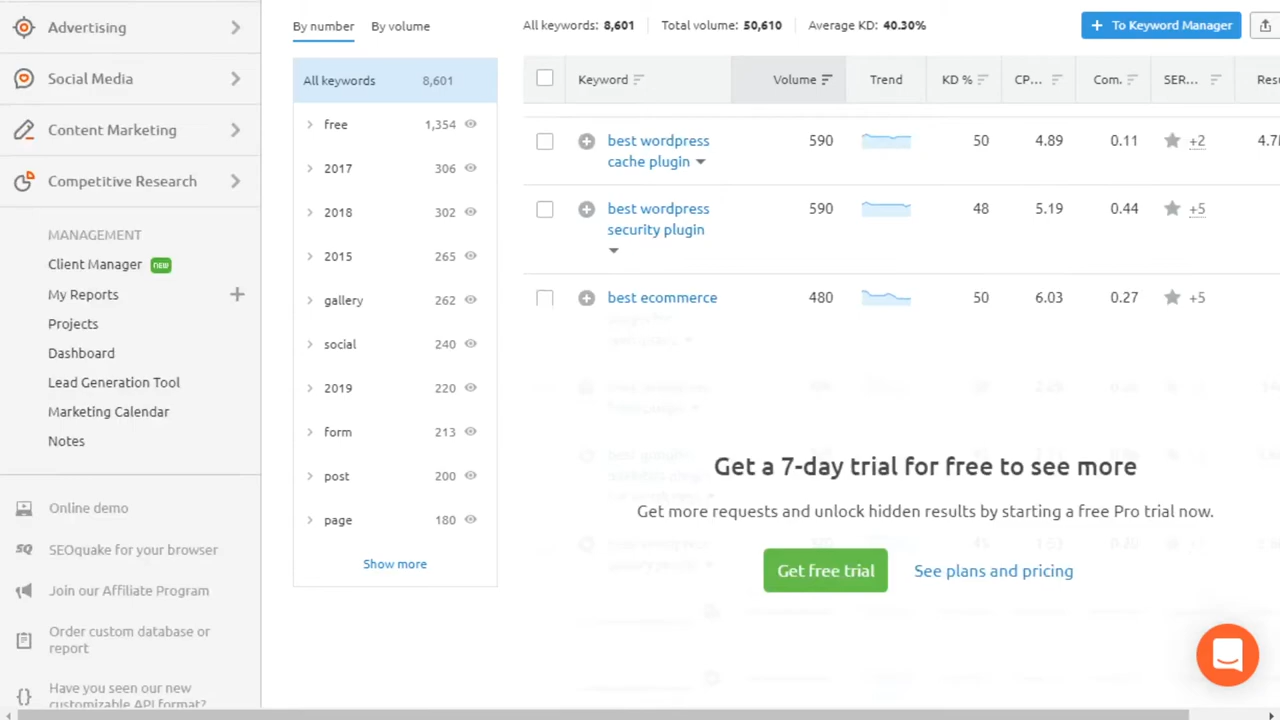 Advertising
Social Media
Content Marketing
Competitive Research
MANAGEMENT
Client Manager new
My Reports
Projects
Dashboard
Lead Generation Tool
Marketing Calendar
Notes
Online demo
SEOquake for your browser
Join our Affiliate Program
Order custom database or
report
Have you seen our new
customizable API format?
By number By volume
All keywords 8,601
free 1,354
2017 306
2018 302
2015 265
gallery 262
social 240
2019 220
form 213
post 200
page 180
Show more
All keywords: 8,601 Total volume: 50,610 Average KD: 40.30%
+ To Keyword Manager
Keyword Volume Trend KD % CP... Com. SER... Resu
best wordpress 590 50 4.89 0.11 +2 4.7
cache plugin
best wordpress 590 48 5.19 0.44 +5
security plugin
best ecommerce 480 50 6.03 0.27 +5
Get a 7-day trial for free to see more
Get more requests and unlock hidden results by starting a free Pro trial now.
Get free trial See plans and pricing